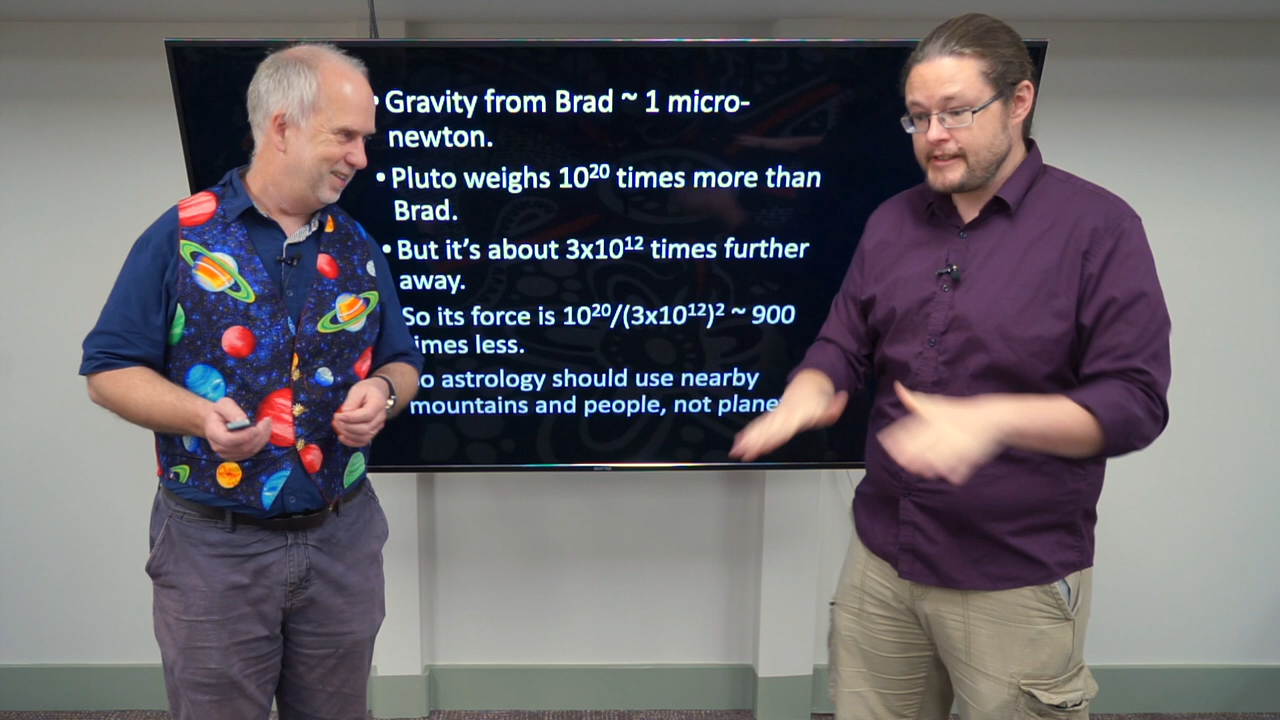 • Gravity from Brad ~ 1 micro-
newton.
• Pluto weighs 10²⁰ times more than
Brad.
• But it's about 3x10¹² times further
away.
So its force is 10²⁰/(3x10¹²)² ~ 900
imes less.
o astrology should use nearby
mountains and people, not plane